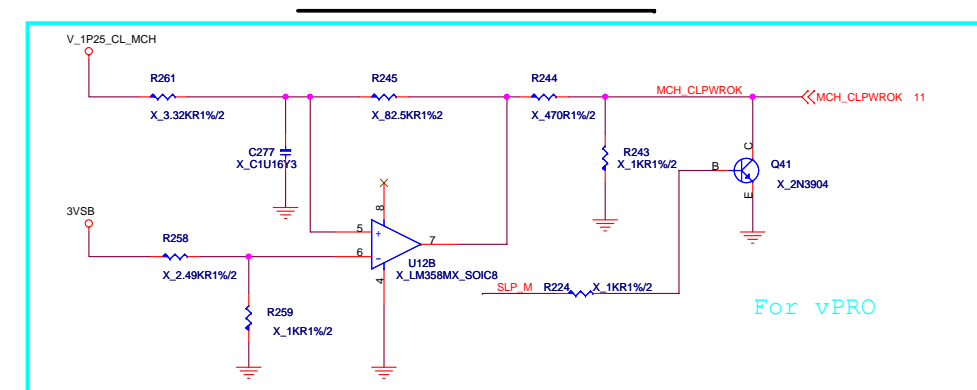 V_1P25_CL_MCH
R261
R245
R244
MCH_CLPWROK
MCH_CLPWROK 11
X_3.32KR1%/2
X_82.5KR1%2
X_470R1%/2
C277
X_C1U16Y3
R243
X_1KR1%/2
C
B
E
Q41
X_2N3904
3VSB
8
5
+
7
6
-
4
R258
X_2.49KR1%/2
U12B
X_LM358MX_SOIC8
SLP_M
R224
X_1KR1%/2
R259
X_1KR1%/2
For vPRO